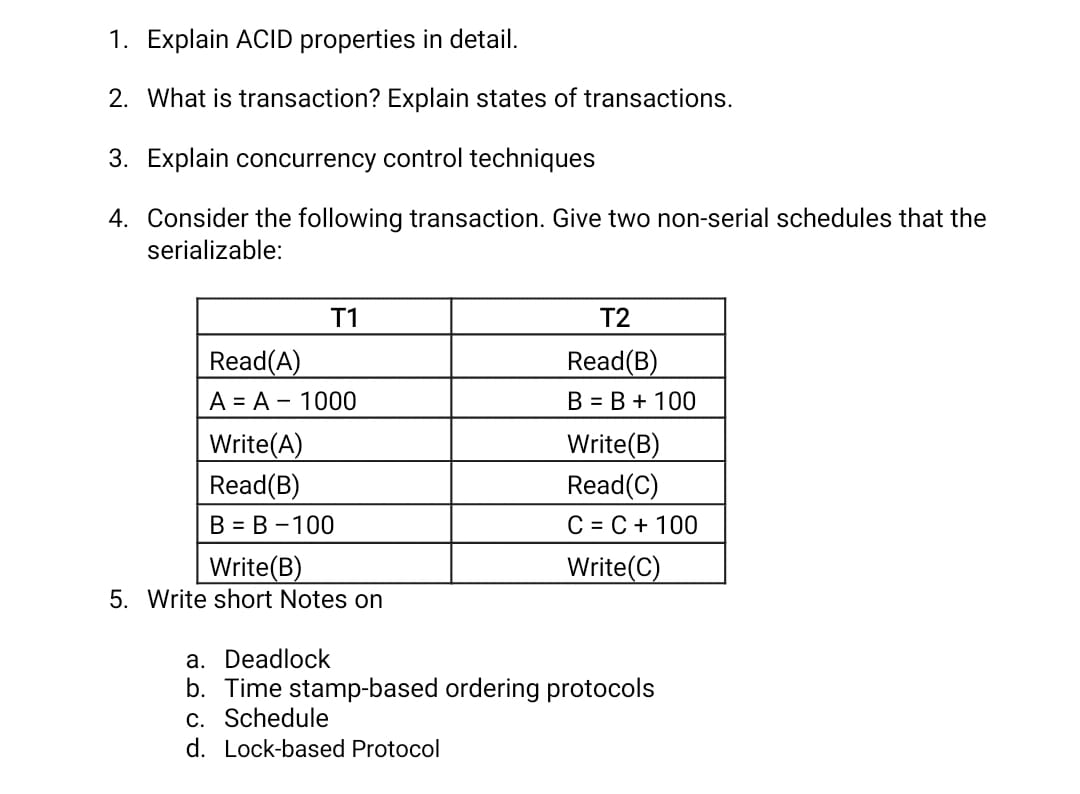 1. Explain ACID properties in detail.
2. What is transaction? Explain states of transactions.
3. Explain concurrency control techniques
4. Consider the following transaction. Give two non-serial schedules that the
serializable:
T1 T2
Read(A) Read(B)
A = A – 1000 B = B + 100
Write(A) Write(B)
Read(B) Read(C)
B = B –100 C = C + 100
Write(B) Write(C)
5. Write short Notes on
a. Deadlock
b. Time stamp-based ordering protocols
c. Schedule
d. Lock-based Protocol